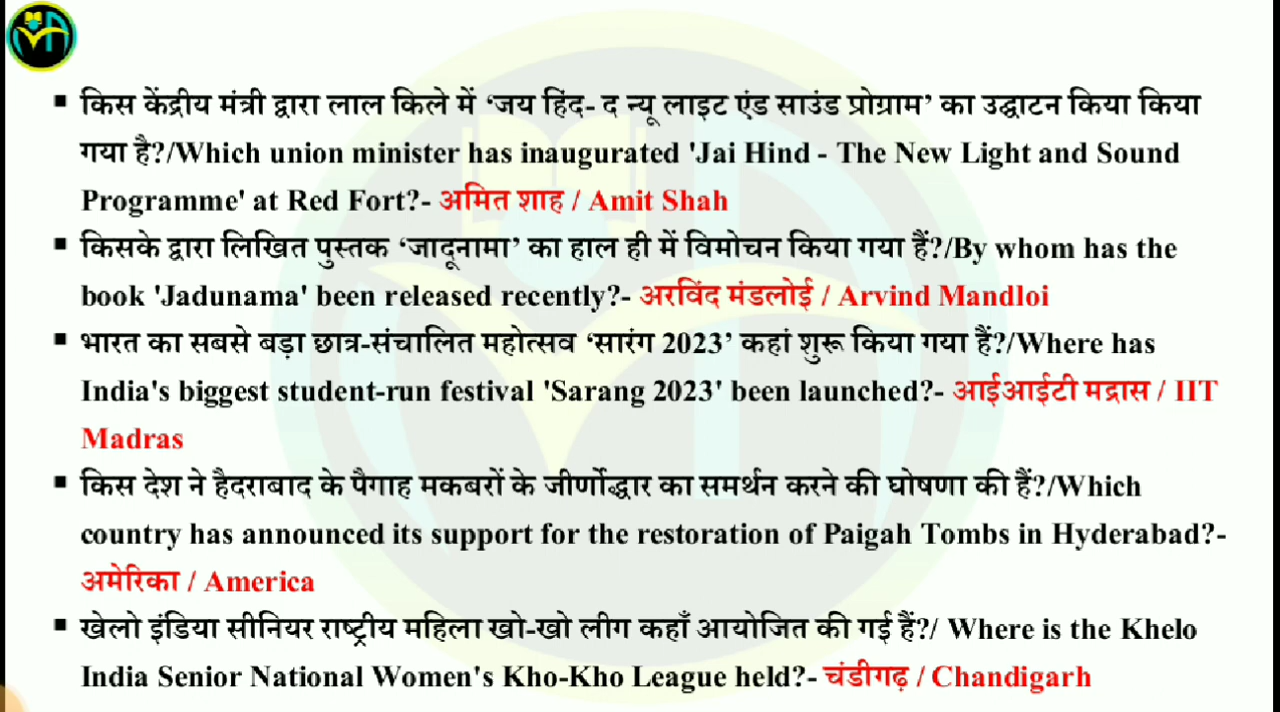 ▪ किस केंद्रीय मंत्री द्वारा लाल किले में ‘जय हिंद- द न्यू लाइट एंड साउंड प्रोग्राम’ का उद्घाटन किया किया
गया है?/Which union minister has inaugurated 'Jai Hind - The New Light and Sound
Programme' at Red Fort?- अमित शाह / Amit Shah
▪ किसके द्वारा लिखित पुस्तक ‘जादूनामा’ का हाल ही में विमोचन किया गया हैं?/By whom has the
book 'Jadunama' been released recently?- अरविंद मंडलोई / Arvind Mandloi
▪ भारत का सबसे बड़ा छात्र-संचालित महोत्सव ‘सारंग 2023’ कहां शुरू किया गया हैं?/Where has
India's biggest student-run festival 'Sarang 2023' been launched?- आईआईटी मद्रास / IIT
Madras
▪ किस देश ने हैदराबाद के पैगाह मकबरों के जीर्णोद्धार का समर्थन करने की घोषणा की हैं?/Which
country has announced its support for the restoration of Paigah Tombs in Hyderabad?-
अमेरिका / America
▪ खेलो इंडिया सीनियर राष्ट्रीय महिला खो-खो लीग कहाँ आयोजित की गई हैं?/ Where is the Khelo
India Senior National Women's Kho-Kho League held?- चंडीगढ़ / Chandigarh